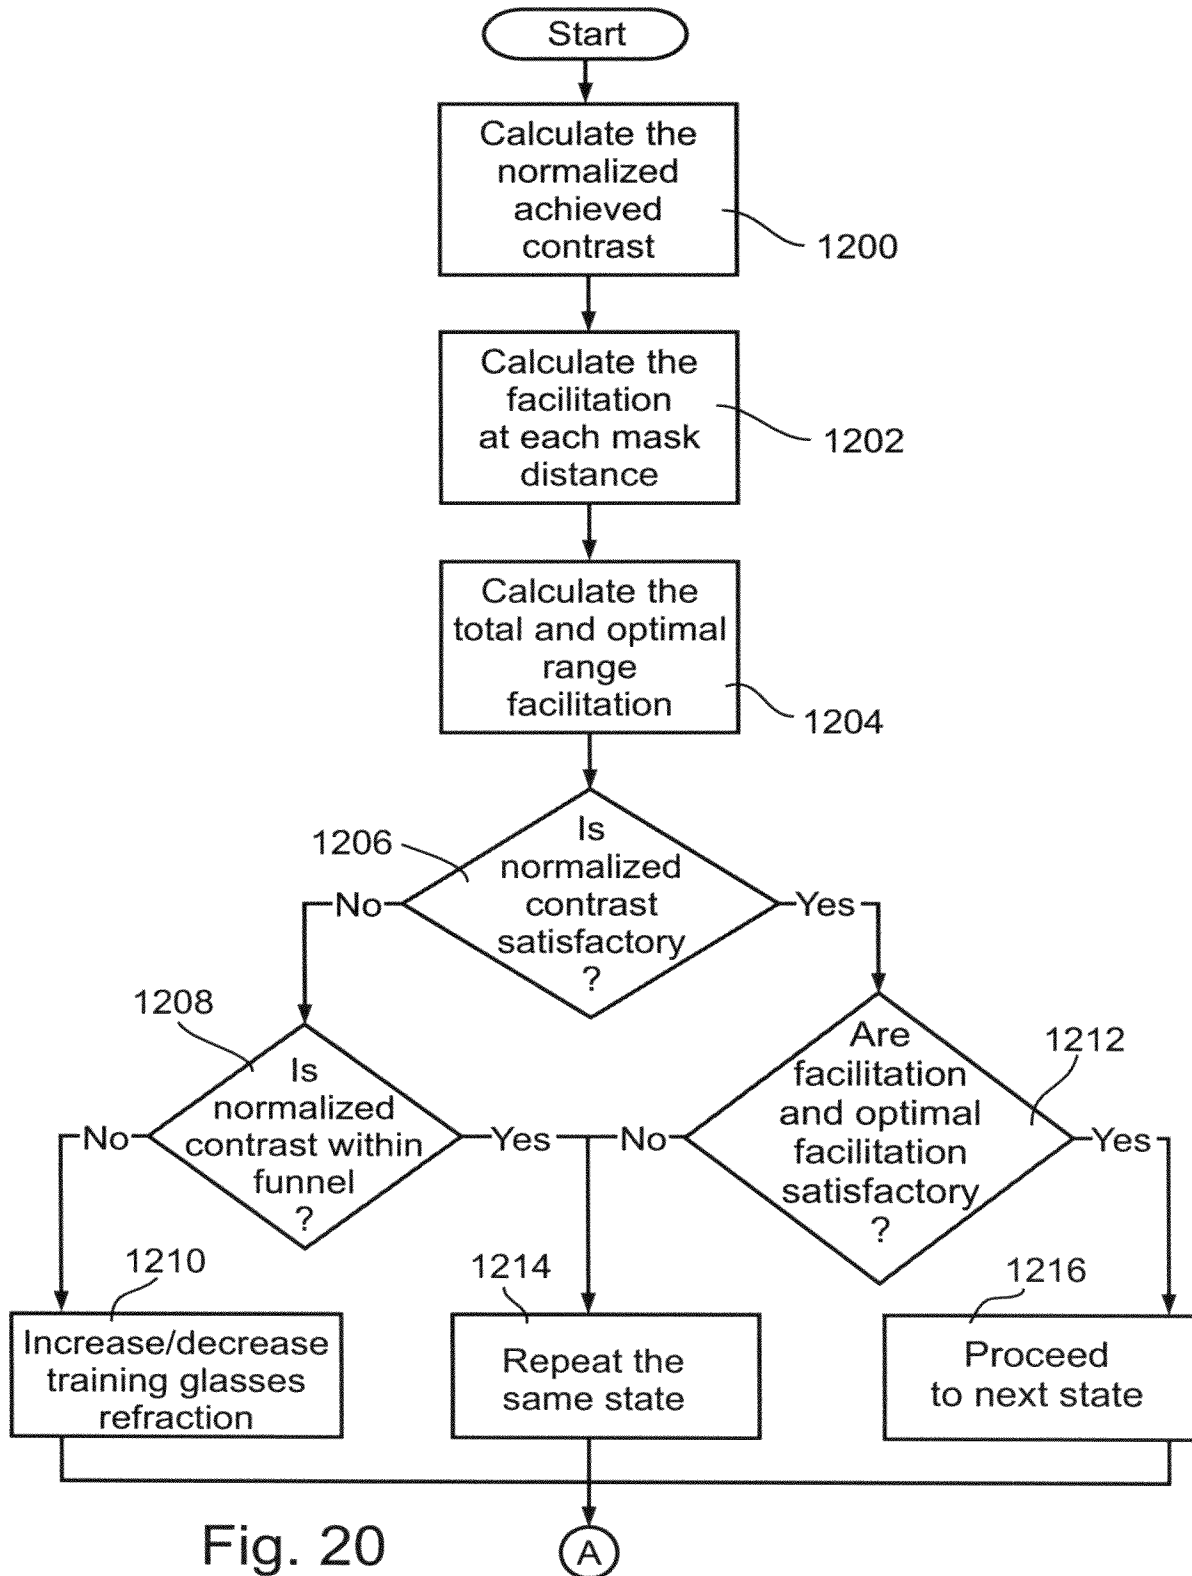 Start
Calculate the
normalized
achieved
contrast
1200
Calculate the
facilitation
at each mask
distance
1202
Calculate the
total and optimal
range
facilitation
1204
1206
Is
normalized
contrast
satisfactory
?
No
Yes
1208
Is
normalized
contrast within
funnel
?
No
Yes
1212
Are
facilitation
and optimal
facilitation
satisfactory
?
No
Yes
1210
Increase/decrease
training glasses
refraction
1214
Repeat the
same state
1216
Proceed
to next state
Fig. 20
A